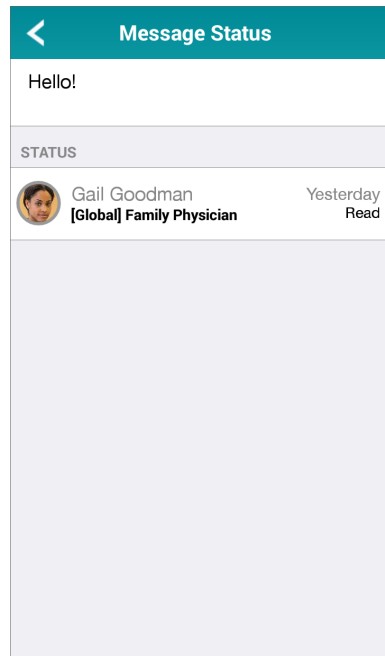 Message Status
Hello!
STATUS
Gail Goodman Yesterday
[Global] Family Physician Read